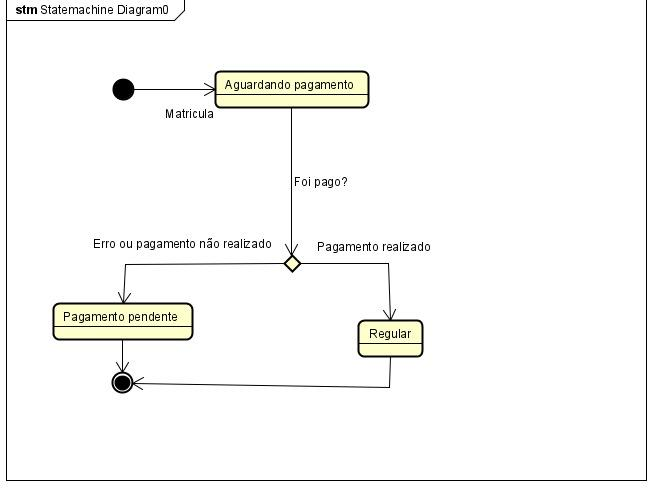 stm Statemachine Diagram0
Aguardando pagamento
Matricula
Foi pago?
Erro ou pagamento não realizado
Pagamento realizado
Pagamento pendente
Regular